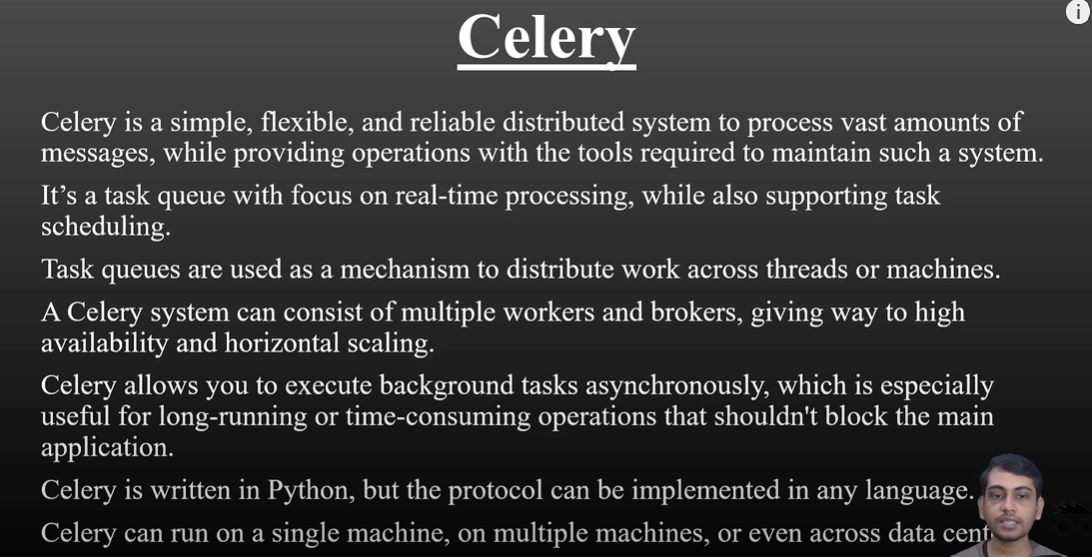 Celery
Celery is a simple, flexible, and reliable distributed system to process vast amounts of
messages, while providing operations with the tools required to maintain such a system.
It’s a task queue with focus on real-time processing, while also supporting task
scheduling.
Task queues are used as a mechanism to distribute work across threads or machines.
A Celery system can consist of multiple workers and brokers, giving way to high
availability and horizontal scaling.
Celery allows you to execute background tasks asynchronously, which is especially
useful for long-running or time-consuming operations that shouldn't block the main
application.
Celery is written in Python, but the protocol can be implemented in any language.
Celery can run on a single machine, on multiple machines, or even across data